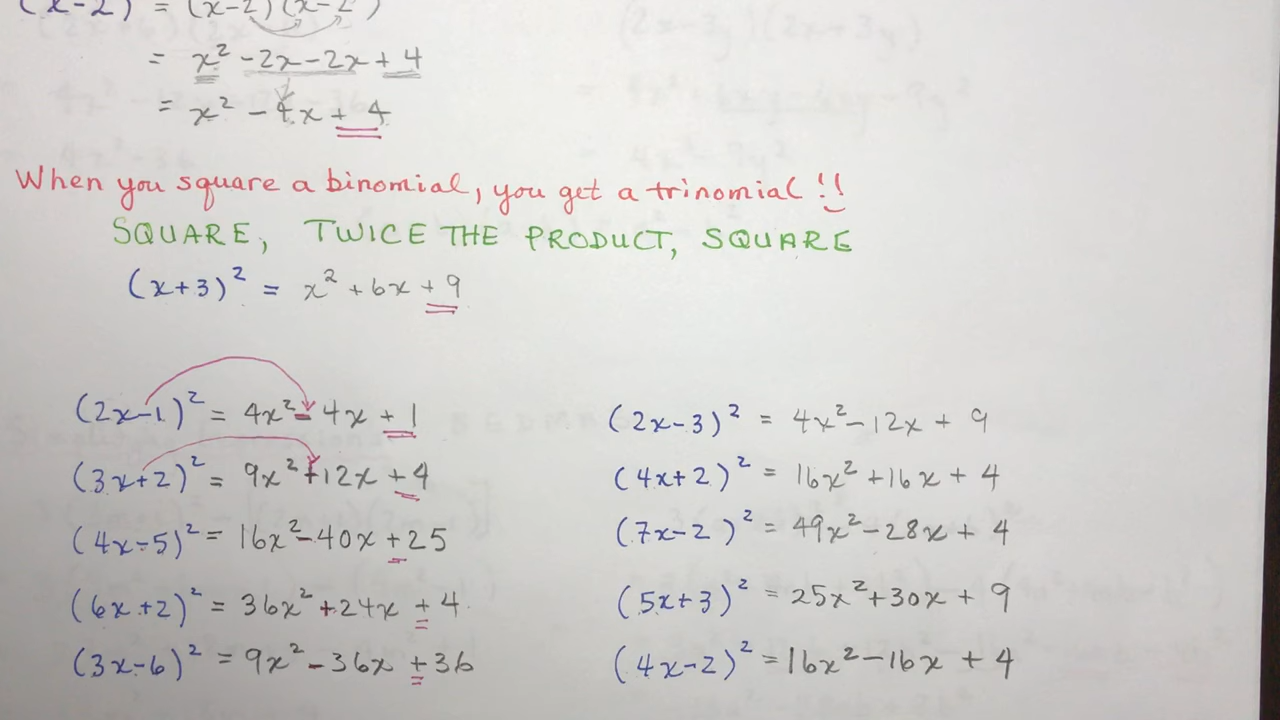 (x-2) = (x-2)(x-2)
= x² - 2x - 2x + 4
= x² - 4x + 4
When you square a binomial, you get a trinomial !!
SQUARE, TWICE THE PRODUCT, SQUARE
(x+3)² = x² + 6x + 9
(2x-1)² = 4x² - 4x + 1
(3x+2)² = 9x² + 12x + 4
(4x-5)² = 16x² - 40x + 25
(6x+2)² = 36x² + 24x + 4
(3x-6)² = 9x² - 36x + 36
(2x-3)² = 4x² - 12x + 9
(4x+2)² = 16x² + 16x + 4
(7x-2)² = 49x² - 28x + 4
(5x+3)² = 25x² + 30x + 9
(4x-2)² = 16x² - 16x + 4